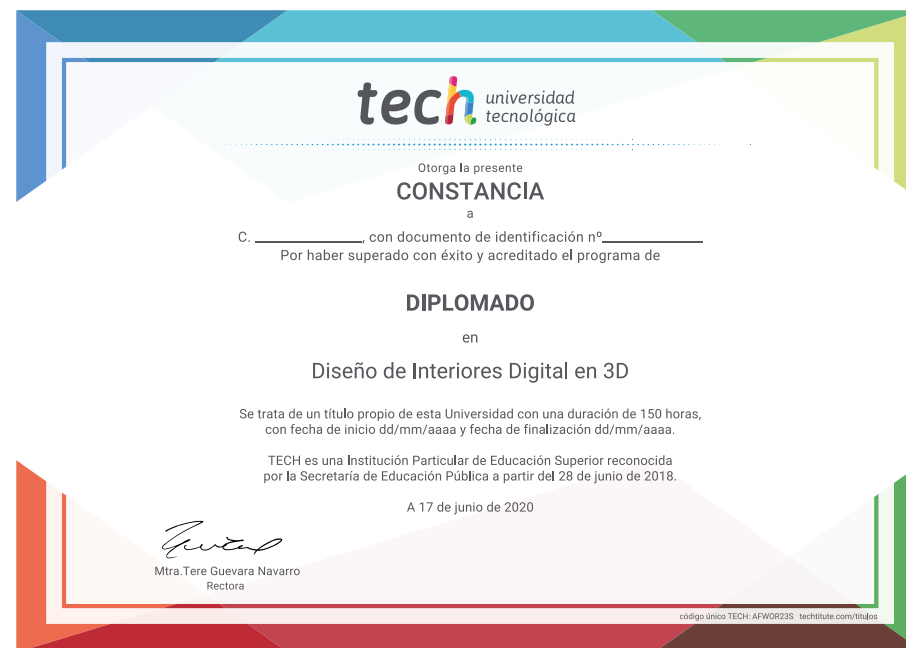 tech universidad
tecnológica
Otorga la presente
CONSTANCIA
a
C. ____________, con documento de identificación nº____________
Por haber superado con éxito y acreditado el programa de
DIPLOMADO
en
Diseño de Interiores Digital en 3D
Se trata de un título propio de esta Universidad con una duración de 150 horas,
con fecha de inicio dd/mm/aaaa y fecha de finalización dd/mm/aaaa.
TECH es una Institución Particular de Educación Superior reconocida
por la Secretaría de Educación Pública a partir del 28 de junio de 2018.
A 17 de junio de 2020
Mtra.Tere Guevara Navarro
Rectora
código único TECH: AFWOR23S techtitute.com/titulos